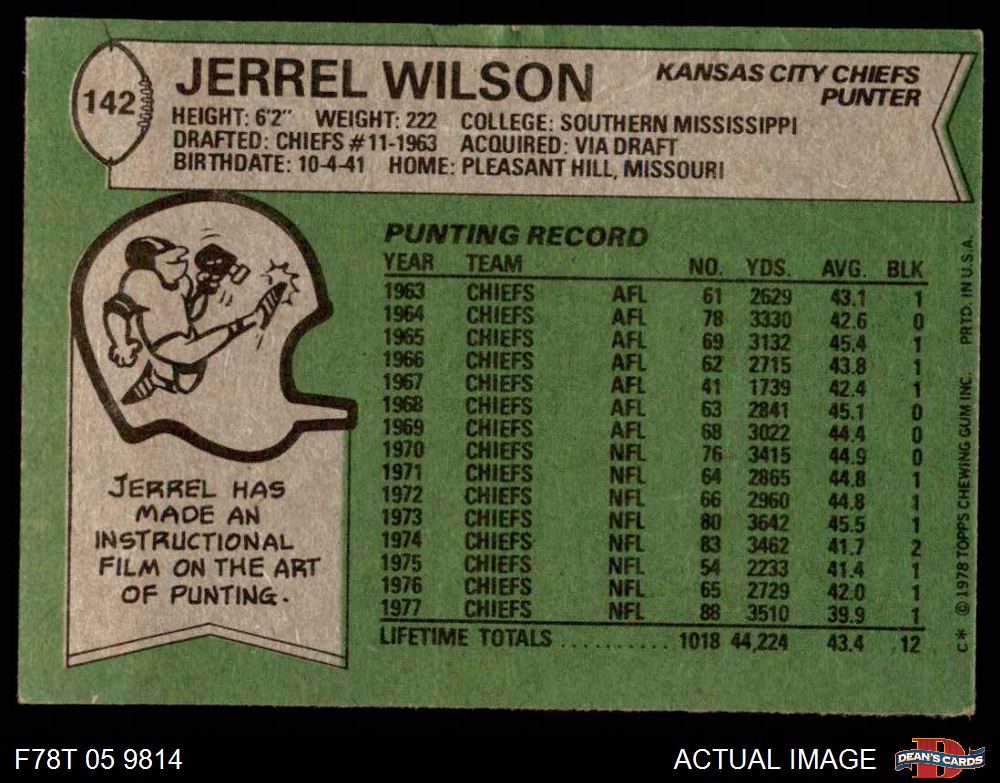 142
JERREL WILSON
KANSAS CITY CHIEFS
PUNTER
HEIGHT: 6'2" WEIGHT: 222 COLLEGE: SOUTHERN MISSISSIPPI
DRAFTED: CHIEFS #11-1963 ACQUIRED: VIA DRAFT
BIRTHDATE: 10-4-41 HOME: PLEASANT HILL, MISSOURI
PUNTING RECORD
YEAR TEAM NO. YDS. AVG. BLK
1963 CHIEFS AFL 61 2629 43.1 1
1964 CHIEFS AFL 78 3330 42.6 0
1965 CHIEFS AFL 69 3132 45.4 1
1966 CHIEFS AFL 62 2715 43.8 1
1967 CHIEFS AFL 41 1739 42.4 1
1968 CHIEFS AFL 63 2841 45.1 0
1969 CHIEFS AFL 68 3022 44.4 0
1970 CHIEFS NFL 76 3415 44.9 0
1971 CHIEFS NFL 64 2865 44.8 1
1972 CHIEFS NFL 66 2960 44.8 1
1973 CHIEFS NFL 80 3642 45.5 1
1974 CHIEFS NFL 83 3462 41.7 2
1975 CHIEFS NFL 54 2233 41.4 1
1976 CHIEFS NFL 65 2729 42.0 1
1977 CHIEFS NFL 88 3510 39.9 1
LIFETIME TOTALS .......... 1018 44,224 43.4 12
JERREL HAS
MADE AN
INSTRUCTIONAL
FILM ON THE ART
OF PUNTING.
C* © 1978 TOPPS CHEWING GUM INC. PRTD IN U.S.A.
F78T 05 9814
ACTUAL IMAGE
D
DEAN'S CARDS